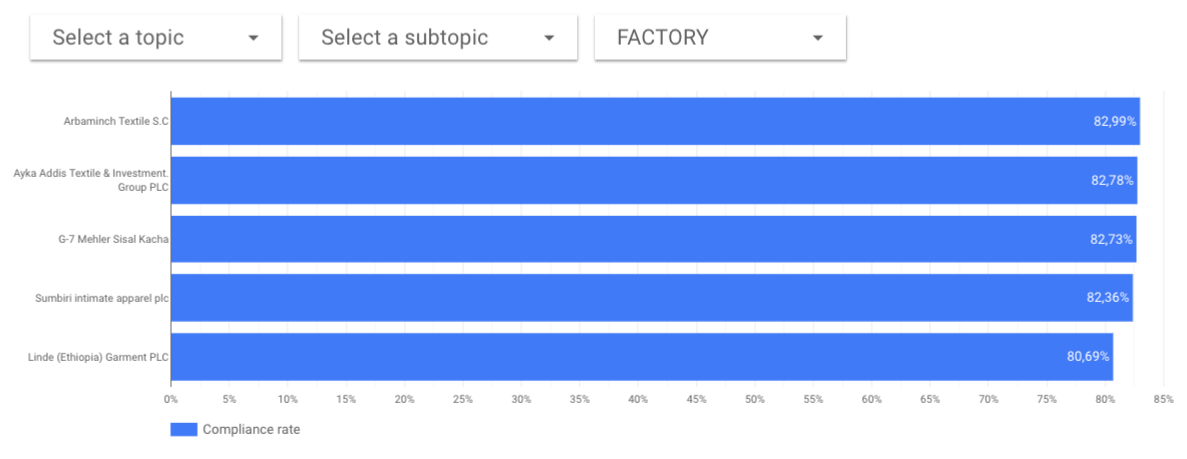 Select a topic
Select a subtopic
FACTORY
Arbaminch Textile S.C
82,99%
Ayka Addis Textile & Investment.
Group PLC
82,78%
G-7 Mehler Sisal Kacha
82,73%
Sumbiri intimate apparel plc
82,36%
Linde (Ethiopia) Garment PLC
80,69%
0% 5% 10% 15% 20% 25% 30% 35% 40% 45% 50% 55% 60% 65% 70% 75% 80% 85%
Compliance rate